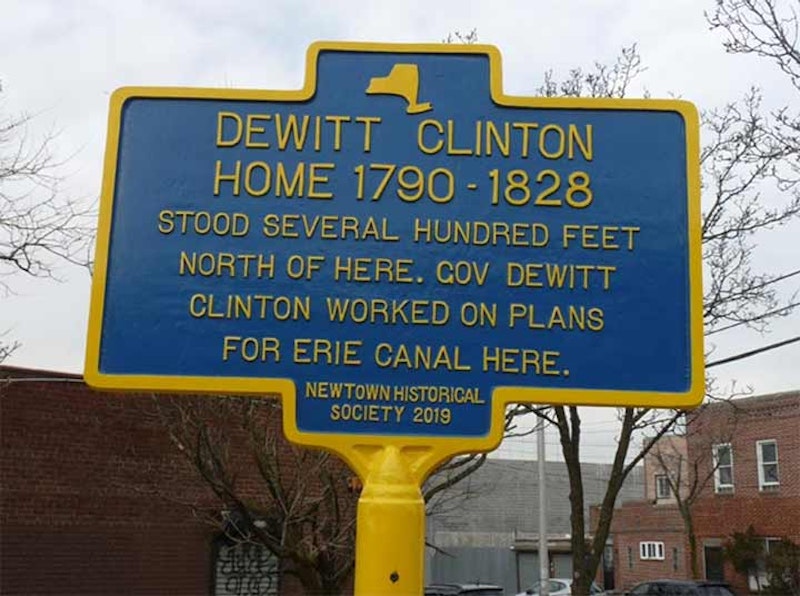 DEWITT CLINTON
HOME 1790 - 1828
STOOD SEVERAL HUNDRED FEET
NORTH OF HERE. GOV DEWITT
CLINTON WORKED ON PLANS
FOR ERIE CANAL HERE.
NEWTOWN HISTORICAL
SOCIETY 2019